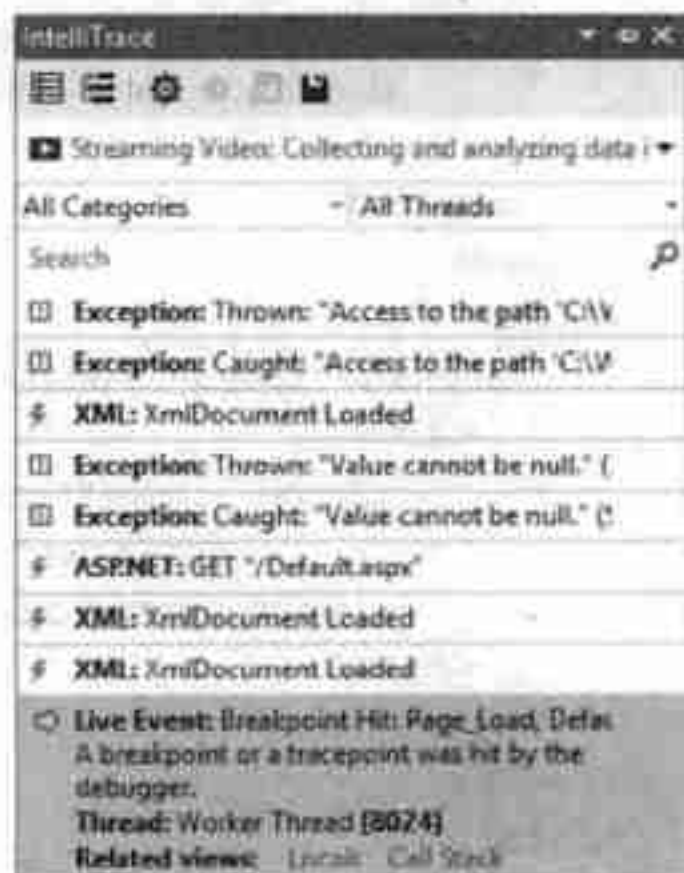 IntelliTrace
Streaming Video: Collecting and analyzing data i
All Categories All Threads
Search
Exception: Thrown: "Access to the path 'C:\V
Exception: Caught: "Access to the path 'C:\W
XML: XmlDocument Loaded
Exception: Thrown: "Value cannot be null." (
Exception: Caught: "Value cannot be null." (S
ASP.NET: GET "/Default.aspx"
XML: XmlDocument Loaded
XML: XmlDocument Loaded
Live Event: Breakpoint Hit: Page_Load, Defau
A breakpoint or a tracepoint was hit by the
debugger.
Thread: Worker Thread [8024]
Related views: Locals Call Stack